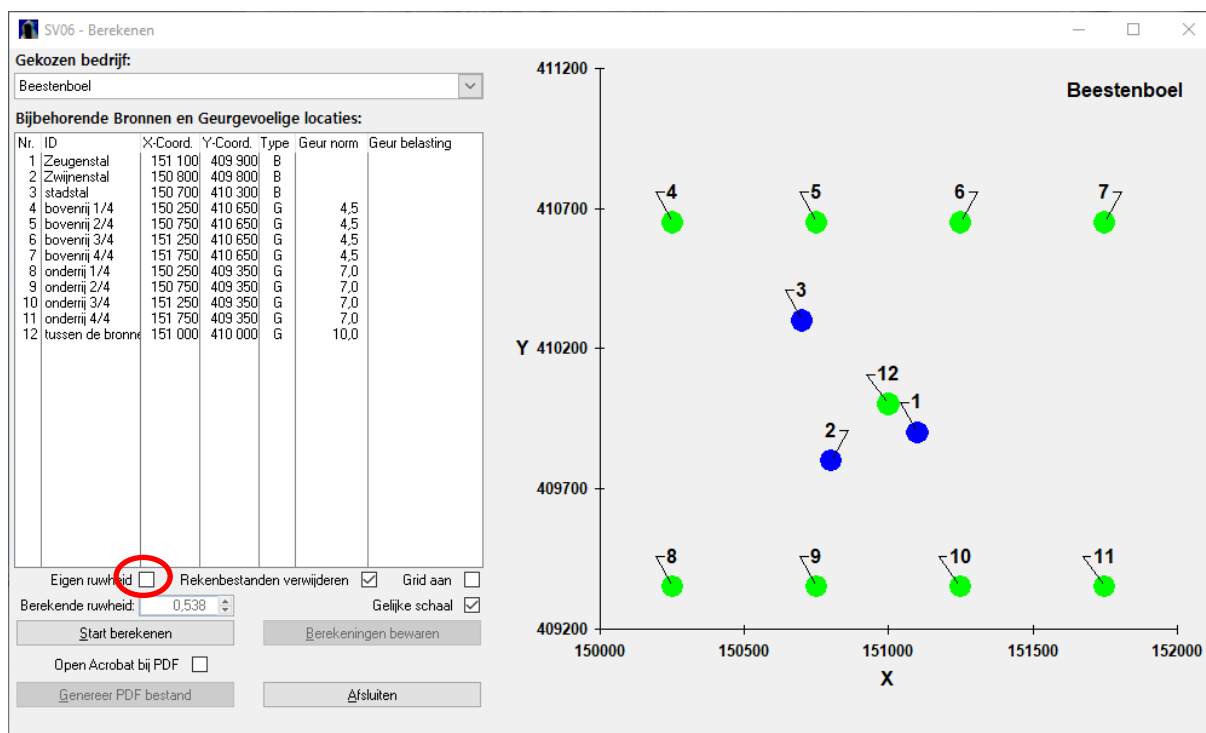 SV06 - Berekenen
Gekozen bedrijf:
Beestenboel
Bijbehorende Bronnen en Geurgevoelige locaties:
Nr. ID X-Coord. Y-Coord. Type Geur norm Geur belasting
1 Zeugenstal 151 100 409 900 B
2 Zwijnenstal 150 800 409 800 B
3 stadstal 150 700 410 300 B
4 bovenrij 1/4 150 250 410 650 G 4,5
5 bovenrij 2/4 150 750 410 650 G 4,5
6 bovenrij 3/4 151 250 410 650 G 4,5
7 bovenrij 4/4 151 750 410 650 G 4,5
8 onderrij 1/4 150 250 409 350 G 7,0
9 onderrij 2/4 150 750 409 350 G 7,0
10 onderrij 3/4 151 250 409 350 G 7,0
11 onderrij 4/4 151 750 409 350 G 7,0
12 tussen de bronne 151 000 410 000 G 10,0
Eigen ruwheid Rekenbestanden verwijderen Grid aan
Berekende ruwheid: 0,538 Gelijke schaal
Start berekenen Berekeningen bewaren
Open Acrobat bij PDF
Genereer PDF bestand Afsluiten
411200
Beestenboel
4 5 6 7
410700
3
Y 410200
12
1
2
409700
8 9 10 11
409200
150000 150500 151000 151500 152000
X